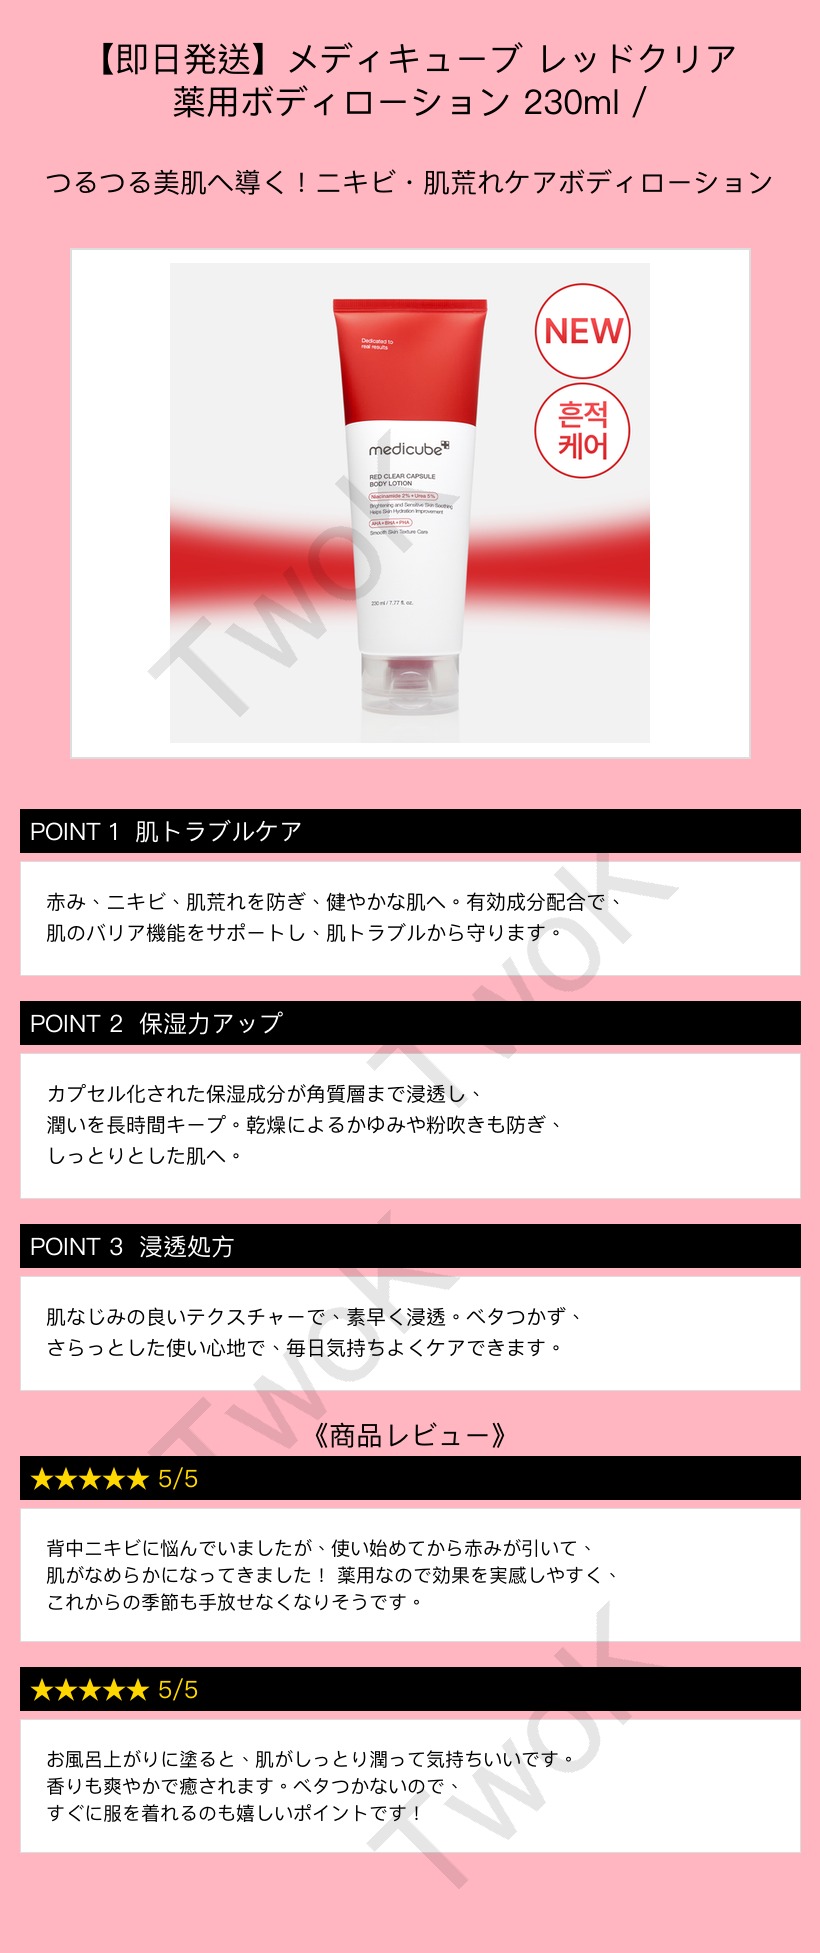 【即日発送】メディキューブ レッドクリア
薬用ボディローション 230ml /
つるつる美肌へ導く！ニキビ・肌荒れケアボディローション
NEW
흔적
케어
Dedicated to
real results
medicube
RED CLEAR CAPSULE
BODY LOTION
Niacinamide 2% + Urea 5%
Brightening and Sensitive Skin Soothing
Helps Skin Hydration Improvement
AHA+BHA+PHA
Smooth Skin Texture Care
230 ml / 7.77 fl. oz.
TwoK
POINT 1 肌トラブルケア
赤み、ニキビ、肌荒れを防ぎ、健やかな肌へ。有効成分配合で、
肌のバリア機能をサポートし、肌トラブルから守ります。
TwoK
POINT 2 保湿力アップ
カプセル化された保湿成分が角質層まで浸透し、
潤いを長時間キープ。乾燥によるかゆみや粉吹きも防ぎ、
しっとりとした肌へ。
POINT 3 浸透処方
肌なじみの良いテクスチャーで、素早く浸透。ベタつかず、
さらっとした使い心地で、毎日気持ちよくケアできます。
TwoK
《商品レビュー》
★★★★★ 5/5
背中ニキビに悩んでいましたが、使い始めてから赤みが引いて、
肌がなめらかになってきました！ 薬用なので効果を実感しやすく、
これからの季節も手放せなくなりそうです。
★★★★★ 5/5
お風呂上がりに塗ると、肌がしっとり潤って気持ちいいです。
香りも爽やかで癒されます。ベタつかないので、
すぐに服を着れるのも嬉しいポイントです！
TwoK